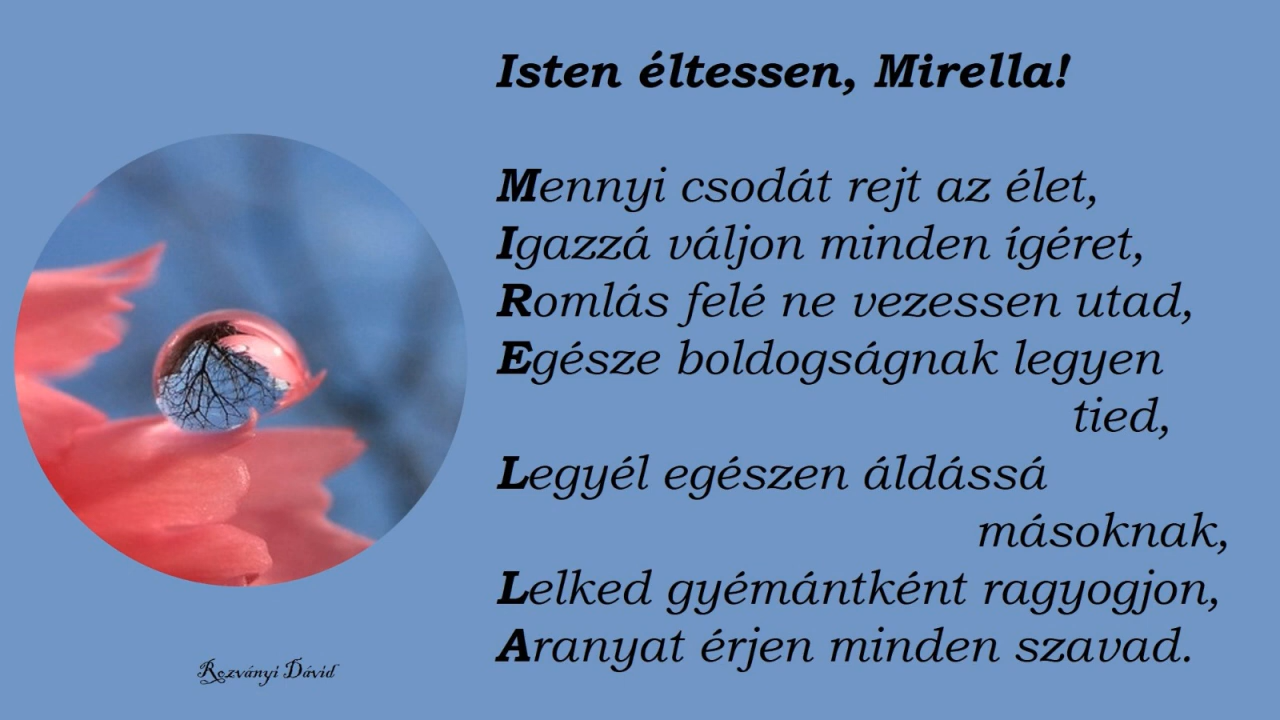 Isten éltessen, Mirella!
Mennyi csodát rejt az élet,
Igazzá váljon minden ígéret,
Romlás felé ne vezessen utad,
Egésze boldogságnak legyen
tied,
Legyél egészen áldássá
másoknak,
Lelked gyémántként ragyogjon,
Aranyat érjen minden szavad.
Rozványi Dávid